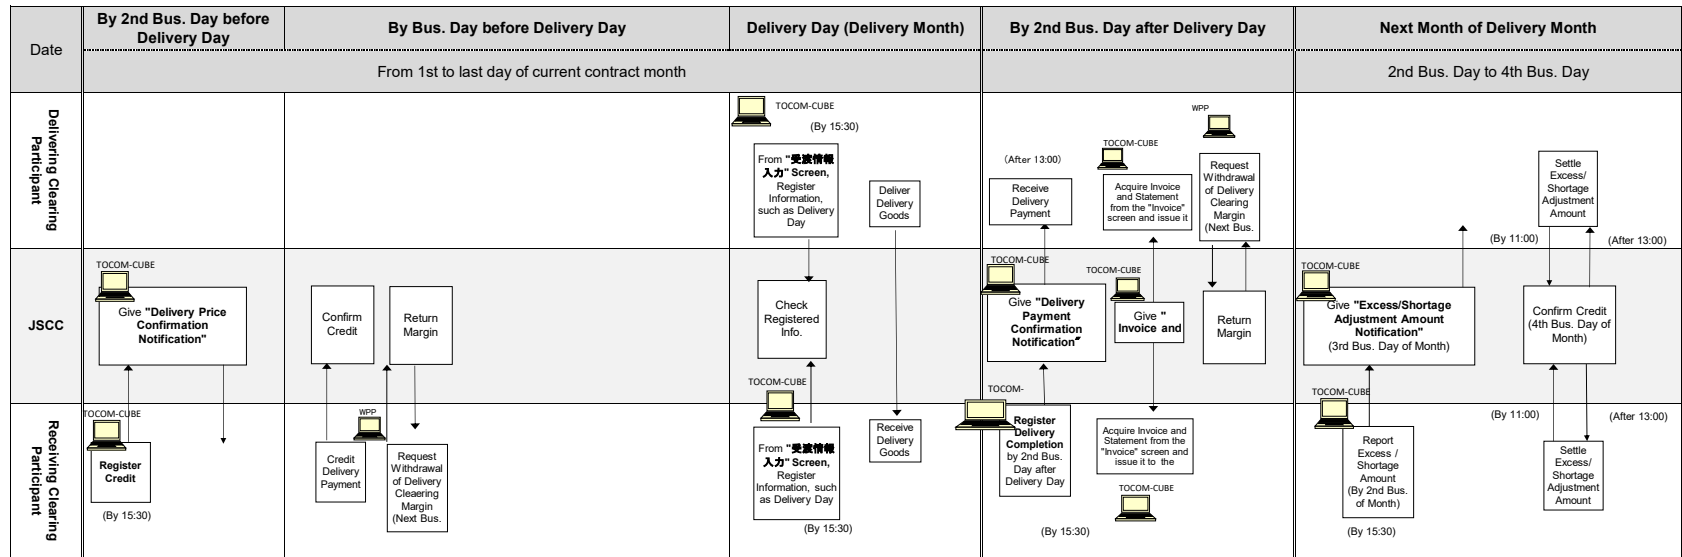 Date
By 2nd Bus. Day before
Delivery Day
By Bus. Day before Delivery Day
Delivery Day (Delivery Month)
By 2nd Bus. Day after Delivery Day
Next Month of Delivery Month
From 1st to last day of current contract month
2nd Bus. Day to 4th Bus. Day
Delivering Clearing
Participant
TOCOM-CUBE
(By 15:30)
From "受渡情報
入力" Screen,
Register
Information,
such as Delivery
Day
Deliver
Delivery
Goods
(After 13:00)
Receive
Delivery
Payment
TOCOM-CUBE
Acquire Invoice
and Statement
from the "Invoice"
screen and issue it
WPP
Request
Withdrawal
of Delivery
Clearing
Margin
(Next Bus.
Settle
Excess/
Shortage
Adjustment
Amount
(By 11:00)
(After 13:00)
JSCC
TOCOM-CUBE
Give "Delivery Price
Confirmation
Notification"
Confirm
Credit
Return
Margin
Check
Registered
Info.
TOCOM-CUBE
Give "Delivery
Payment
Confirmation
Notification"
TOCOM-CUBE
Give "
Invoice and
Return
Margin
TOCOM-CUBE
Give "Excess/Shortage
Adjustment Amount
Notification"
(3rd Bus. Day of Month)
Confirm Credit
(4th Bus. Day of
Month)
Receiving Clearing
Participant
TOCOM-CUBE
Register
Credit
(By 15:30)
Credit
Delivery
Payment
WPP
Request
Withdrawal
of Delivery
Cleearing
Margin
(Next Bus.
TOCOM-CUBE
From "受渡情報
入力" Screen,
Register
Information, such
as Delivery Day
(By 15:30)
Receive
Delivery
Goods
TOCOM-
Register
Delivery
Completion
by 2nd Bus.
Day after
Delivery Day
(By 15:30)
Acquire Invoice and
Statement from the
"Invoice" screen and
issue it to the
TOCOM-CUBE
TOCOM-CUBE
Report
Excess /
Shortage
Amount
(By 2nd Bus.
of Month)
(By 15:30)
(By 11:00)
(After 13:00)
Settle
Excess/
Shortage
Adjustment
Amount